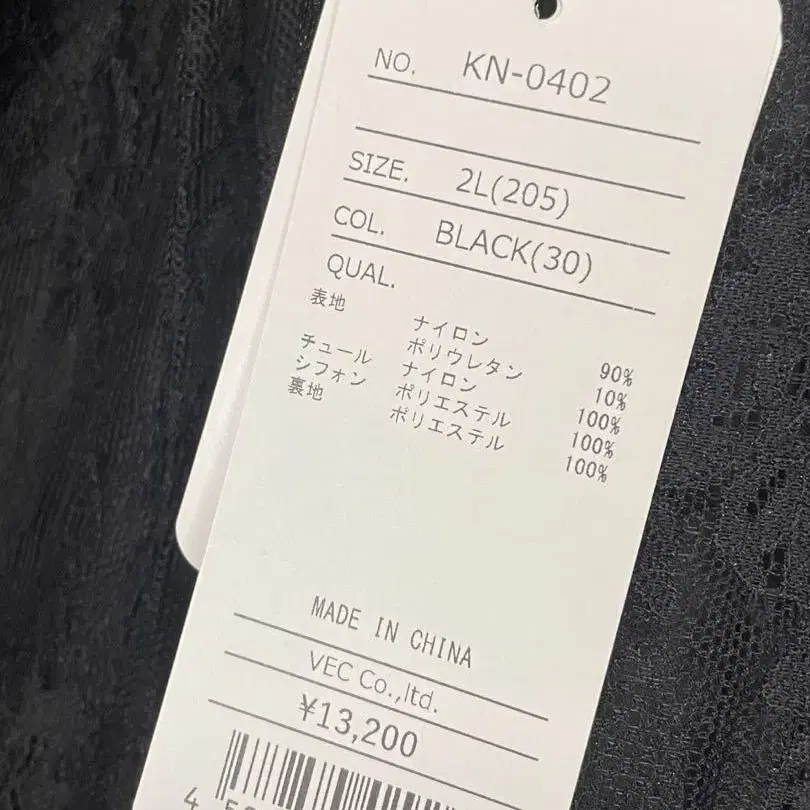 NO. KN-0402
SIZE. 2L(205)
COL. BLACK(30)
QUAL.
表地 ナイロン 90%
ポリウレタン 10%
チュール ナイロン 100%
シフォン ポリエステル 100%
裏地 ポリエステル 100%
MADE IN CHINA
VEC Co.,ltd.
¥13,200